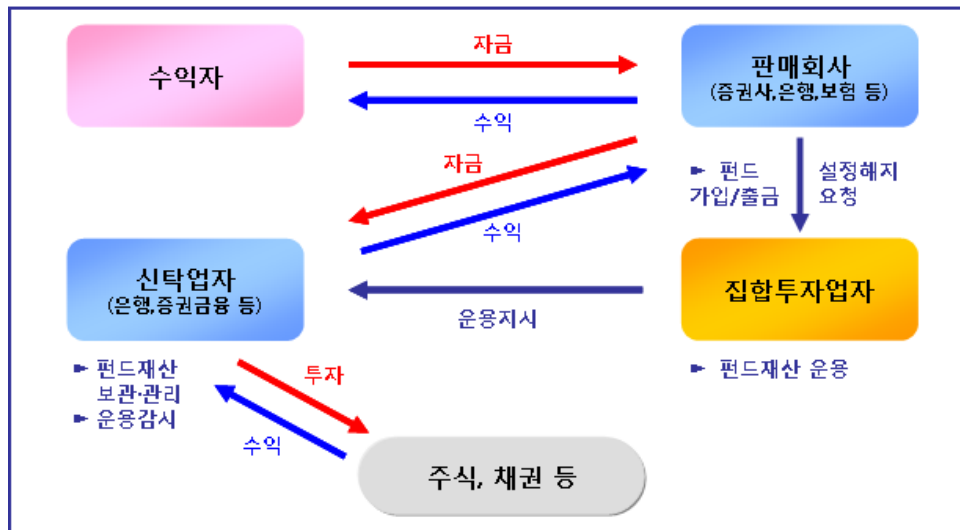 수익자
자금
수익
판매회사
(증권사,은행,보험 등)
자금
수익
► 펀드
가입/출금
설정해지
요청
신탁업자
(은행,증권금융 등)
운용지시
집합투자업자
► 펀드재산
보관·관리
► 운용감시
투자
수익
► 펀드재산 운용
주식, 채권 등